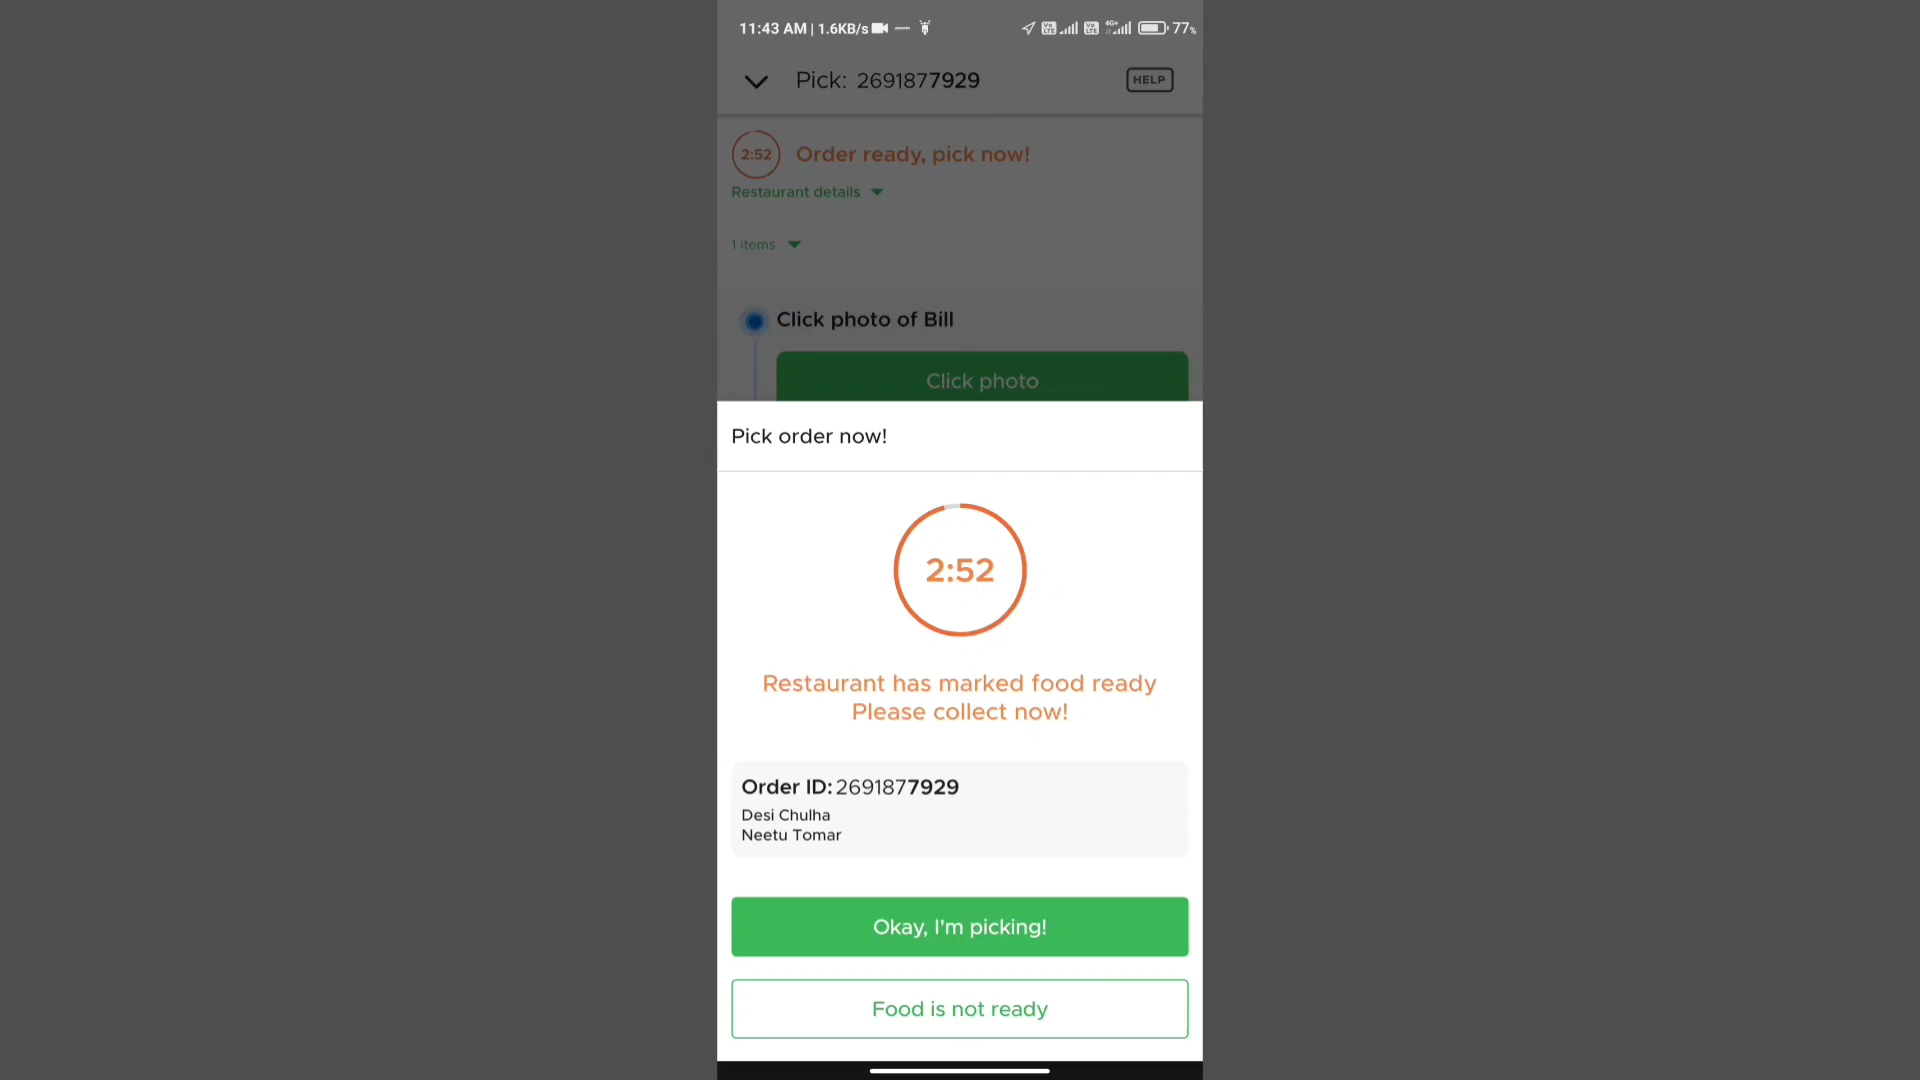 11:43 AM | 1.6KB/s 4G+ 77%
Pick: 2691877929 HELP
2:52 Order ready, pick now!
Restaurant details
1 items
Click photo of Bill
Click photo
Pick order now!
2:52
Restaurant has marked food ready
Please collect now!
Order ID: 2691877929
Desi Chulha
Neetu Tomar
Okay, I'm picking!
Food is not ready